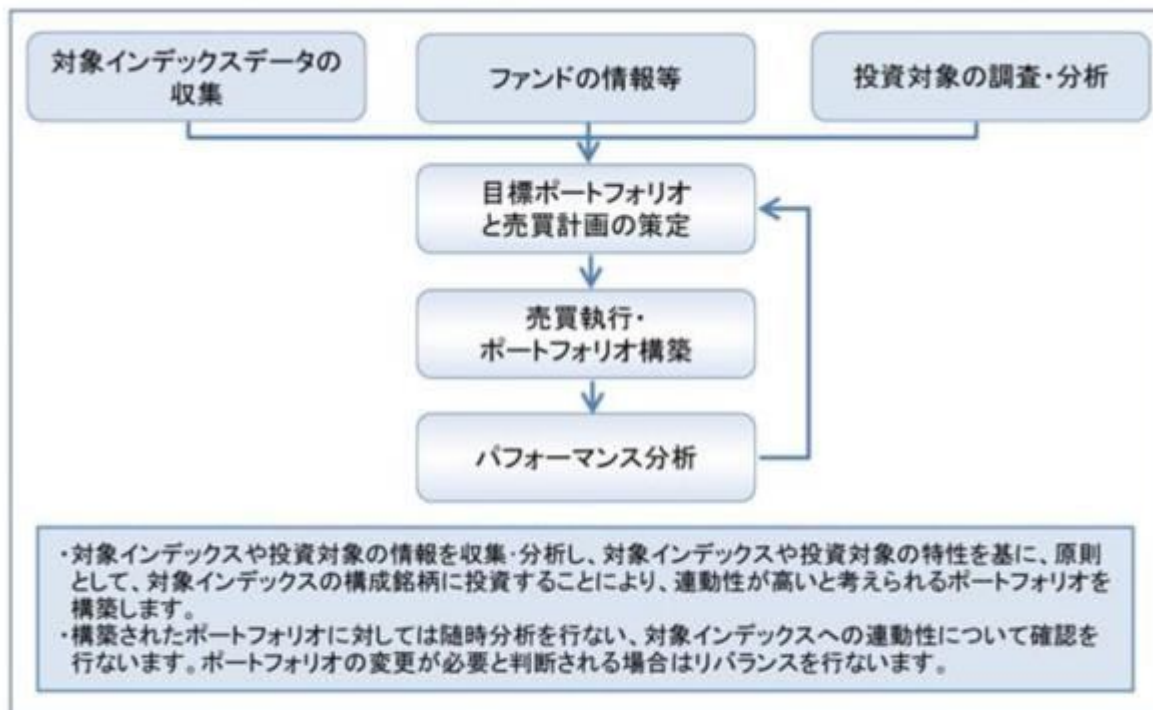 対象インデックスデータの
収集
ファンドの情報等
投資対象の調査・分析
目標ポートフォリオ
と売買計画の策定
売買執行・
ポートフォリオ構築
パフォーマンス分析
・対象インデックスや投資対象の情報を収集・分析し、対象インデックスや投資対象の特性を基に、原則
として、対象インデックスの構成銘柄に投資することにより、連動性が高いと考えられるポートフォリオを
構築します。
・構築されたポートフォリオに対しては随時分析を行ない、対象インデックスへの連動性について確認を
行ないます。ポートフォリオの変更が必要と判断される場合はリバランスを行ないます。